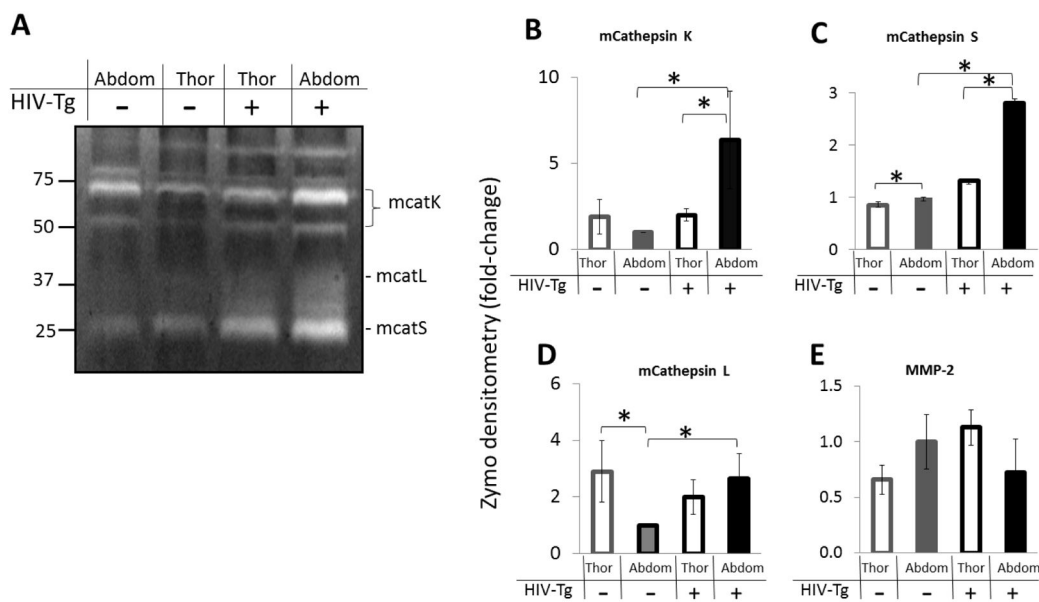 A
Abdom Thor Thor Abdom
HIV-Tg - - + +
75
50
37
25
mcatK
mcatL
mcatS
Zymo densitometry (fold-change)
B
mCathepsin K
10
5
0
* *
Thor Abdom Thor Abdom
HIV-Tg - - + +
C
mCathepsin S
3
2
1
0
* * *
Thor Abdom Thor Abdom
HIV-Tg - - + +
D
mCathepsin L
6
4
2
0
* *
Thor Abdom Thor Abdom
HIV-Tg - - + +
E
MMP-2
1.5
1.0
0.5
0.0
Thor Abdom Thor Abdom
HIV-Tg - - + +